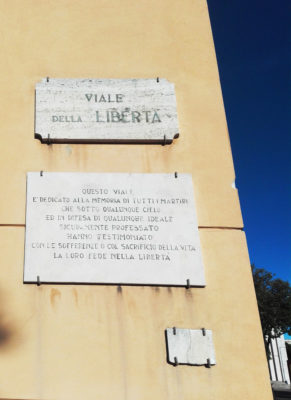 VIALE
DELLA LIBERTÀ
QUESTO VIALE
E' DEDICATO ALLA MEMORIA DI TUTTI I MARTIRI
CHE SOTTO QUALUNQUE CIELO
ED IN DIFESA DI QUALUNQUE IDEALE
SICURAMENTE PROFESSATO
HANNO TESTIMONIATO
CON LE SOFFERENZE O COL SACRIFICIO DELLA VITA
LA LORO FEDE NELLA LIBERTA'